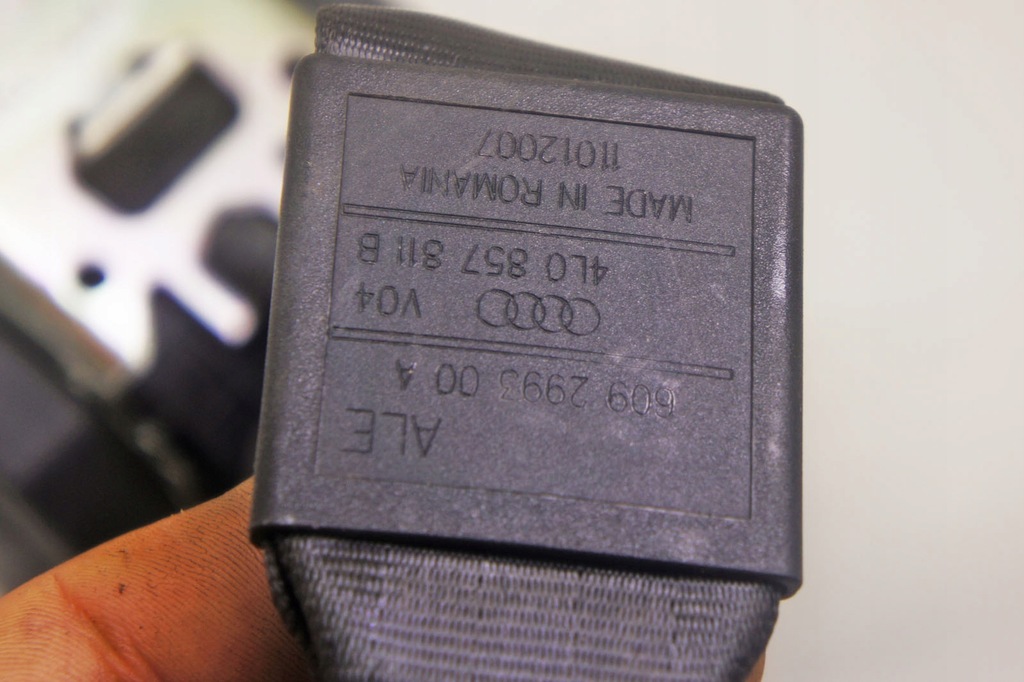 ALE
609 2993 00 A
V04
4L0 857 811 B
MADE IN ROMANIA
11012007